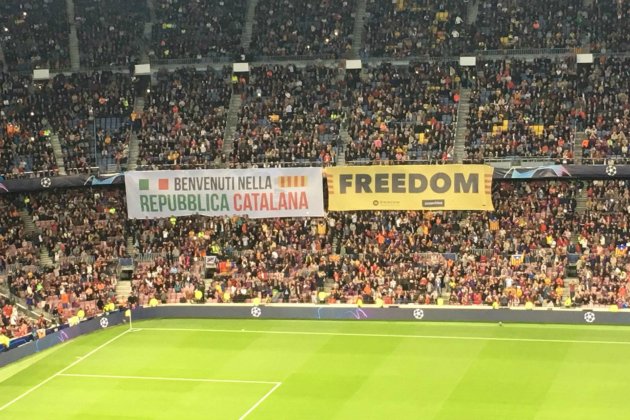 BENVENUTI NELLA
REPUBBLICA CATALANA
FREEDOM